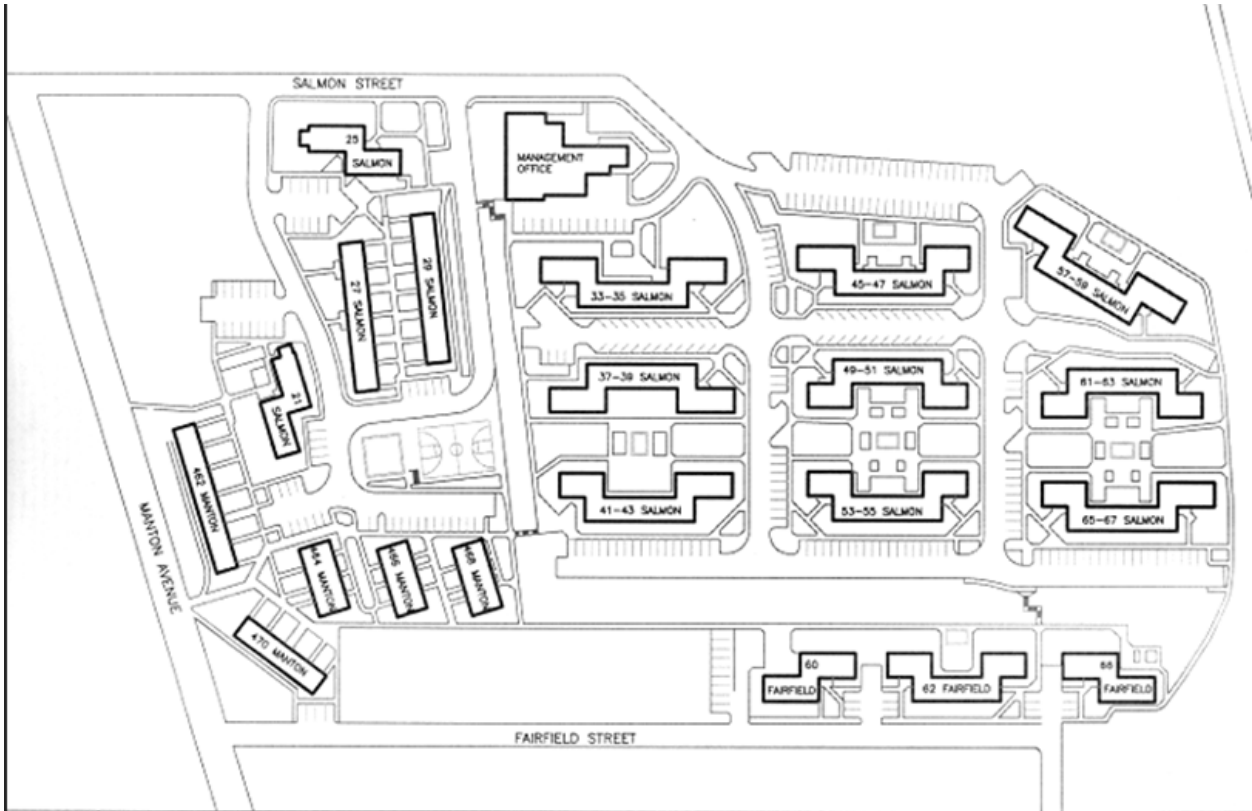 SALMON STREET
25
SALMON
MANAGEMENT
OFFICE
29 SALMON
27 SALMON
33-35 SALMON
45-47 SALMON
57-59 SALMON
21
SALMON
37-39 SALMON
49-51 SALMON
61-63 SALMON
462 MANTON
41-43 SALMON
53-55 SALMON
65-67 SALMON
MANTON AVENUE
464 MANTON
466 MANTON
468 MANTON
470 MANTON
60
FAIRFIELD
62 FAIRFIELD
FAIRFIELD
FAIRFIELD STREET